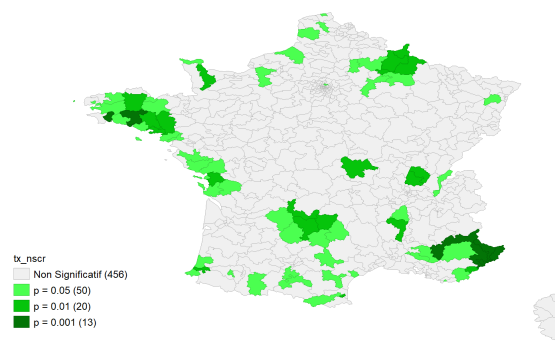 tx_nscr
Non Significatif (456)
p = 0.05 (50)
p = 0.01 (20)
p = 0.001 (13)